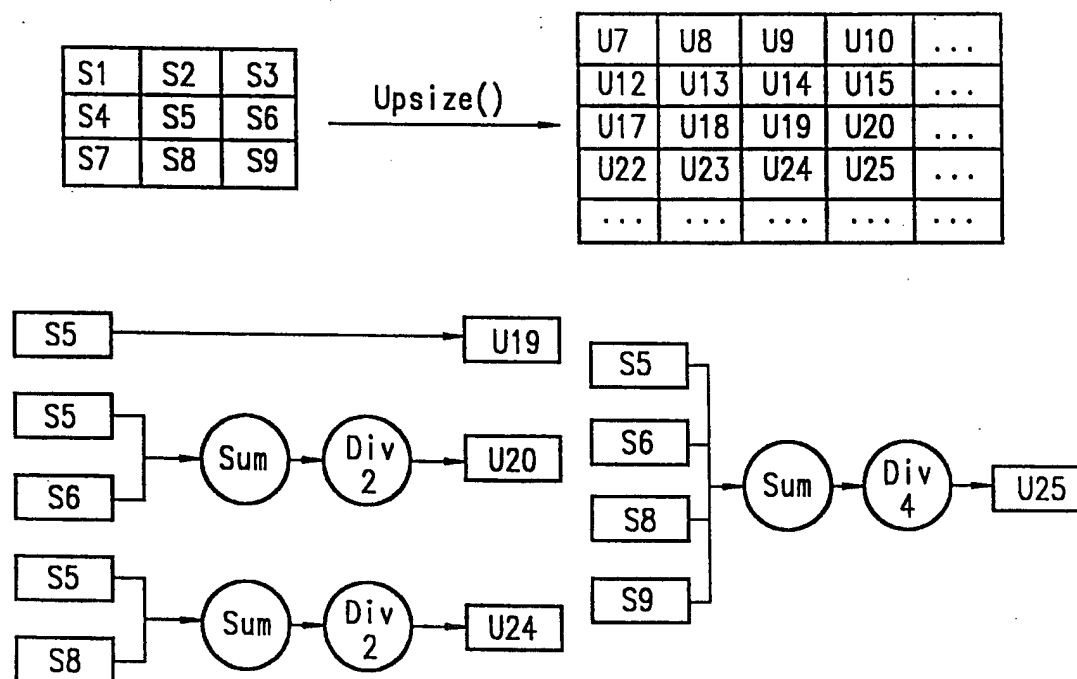 S1 S2 S3
S4 S5 S6
S7 S8 S9
Upsize()
U7 U8 U9 U10 ...
U12 U13 U14 U15 ...
U17 U18 U19 U20 ...
U22 U23 U24 U25 ...
... ... ... ... ...
S5 U19
S5
S6
Sum
Div
2
U20
S5
S8
Sum
Div
2
U24
S5
S6
S8
S9
Sum
Div
4
U25